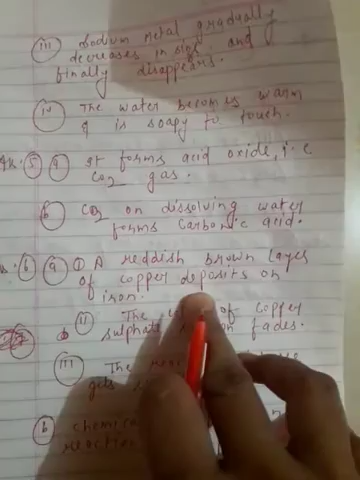 (iii) Sodium metal gradually
decreases in size and
finally disappears.
(iv) The water becomes warm
& is soapy to touch.
(5) (a) It forms acid oxide, i.e
CO2 gas.
(b) CO2 on dissolving water
forms carbonic acid.
(6) (a) (i) A reddish brown layer
of copper deposits on
iron.
(ii) The of copper
sulphate fades.
(iii) The
gets
(b) chemica
reaction